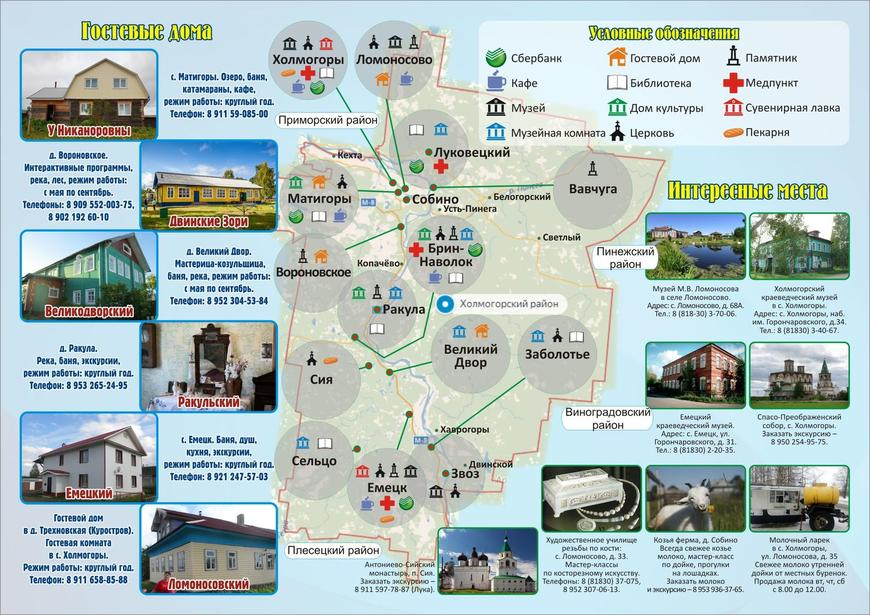 Гостевые дома
с. Матигоры. Озеро, баня,
катамараны, кафе,
режим работы: круглый год.
Телефон: 8 911 59-085-00
У Никаноровны
д. Вороновское.
Интерактивные программы,
река, лес, режим работы:
с мая по сентябрь.
Телефоны: 8 909 552-003-75,
8 902 192 60-10
Двинские Зори
д. Великий Двор.
Мастерица-козульщица,
баня, река, режим работы:
с мая по сентябрь.
Телефон: 8 952 304-53-84
Великодворский
д. Ракула.
Река, баня, экскурсии,
режим работы: круглый год.
Телефон: 8 953 265-24-95
Ракульский
с. Емецк. Баня, душ,
кухня, экскурсии,
режим работы: круглый год.
Телефон: 8 921 247-57-03
Емецкий
Гостевой дом
в д. Трехновская (Куростров).
Гостевая комната
в с. Холмогоры.
Режим работы: круглый год.
Телефон: 8 911 658-85-88
Ломоносовский
Условные обозначения
Сбербанк
Гостевой дом
Памятник
Кафе
Библиотека
Медпункт
Музей
Дом культуры
Сувенирная лавка
Музейная комната
Церковь
Пекарня
Холмогоры
Ломоносово
Приморский район
Кехта
Луковецкий
Матигоры
М-8
Собино
Усть-Пинега
Белогорский
Вавчуга
Светлый
Вороновское
Копачёво
Брин-
Наволок
Пинежский
район
Холмогорский район
Ракула
Великий
Двор
Заболотье
Сия
Виноградовский
район
Хаврогоры
М-8
Сельцо
Емецк
Двинской
Звоз
Плесецкий район
Антониево-Сийский
монастырь, п. Сия.
Заказать экскурсию –
8 911 597-78-87 (Лука).
Интересные места
Музей М.В. Ломоносова
в селе Ломоносово.
Адрес: с. Ломоносово, д. 68А.
Тел.: 8 (818-30) 3-70-06.
Холмогорский
краеведческий музей
в с. Холмогоры.
Адрес: с. Холмогоры, наб.
им. Горончаровского, д.34.
Тел.: 8 (81830) 3-40-67.
Емецкий
краеведческий музей.
Адрес: с. Емецк, ул.
Горончаровского, д. 31.
Тел.: 8 (81830) 2-20-35.
Спасо-Преображенский
собор, с. Холмогоры.
Заказать экскурсию –
8 950 254-95-75.
Художественное училище
резьбы по кости:
с. Ломоносово, д. 33.
Мастер-классы
по косторезному искусству.
Телефоны: 8 (81830) 37-075,
8 952 307-06-13.
Козья ферма, д. Собино
Всегда свежее козье
молоко, мастер-класс
по дойке, прогулки
на лошадках.
Заказать молоко
и экскурсию – 8 953 936-37-65.
Молочный ларек
в с. Холмогоры,
ул. Ломоносова, д. 35
Свежее молоко утренней
дойки от местных буренок.
Продажа молока вт, чт, сб
с 8.00 до 12.00.